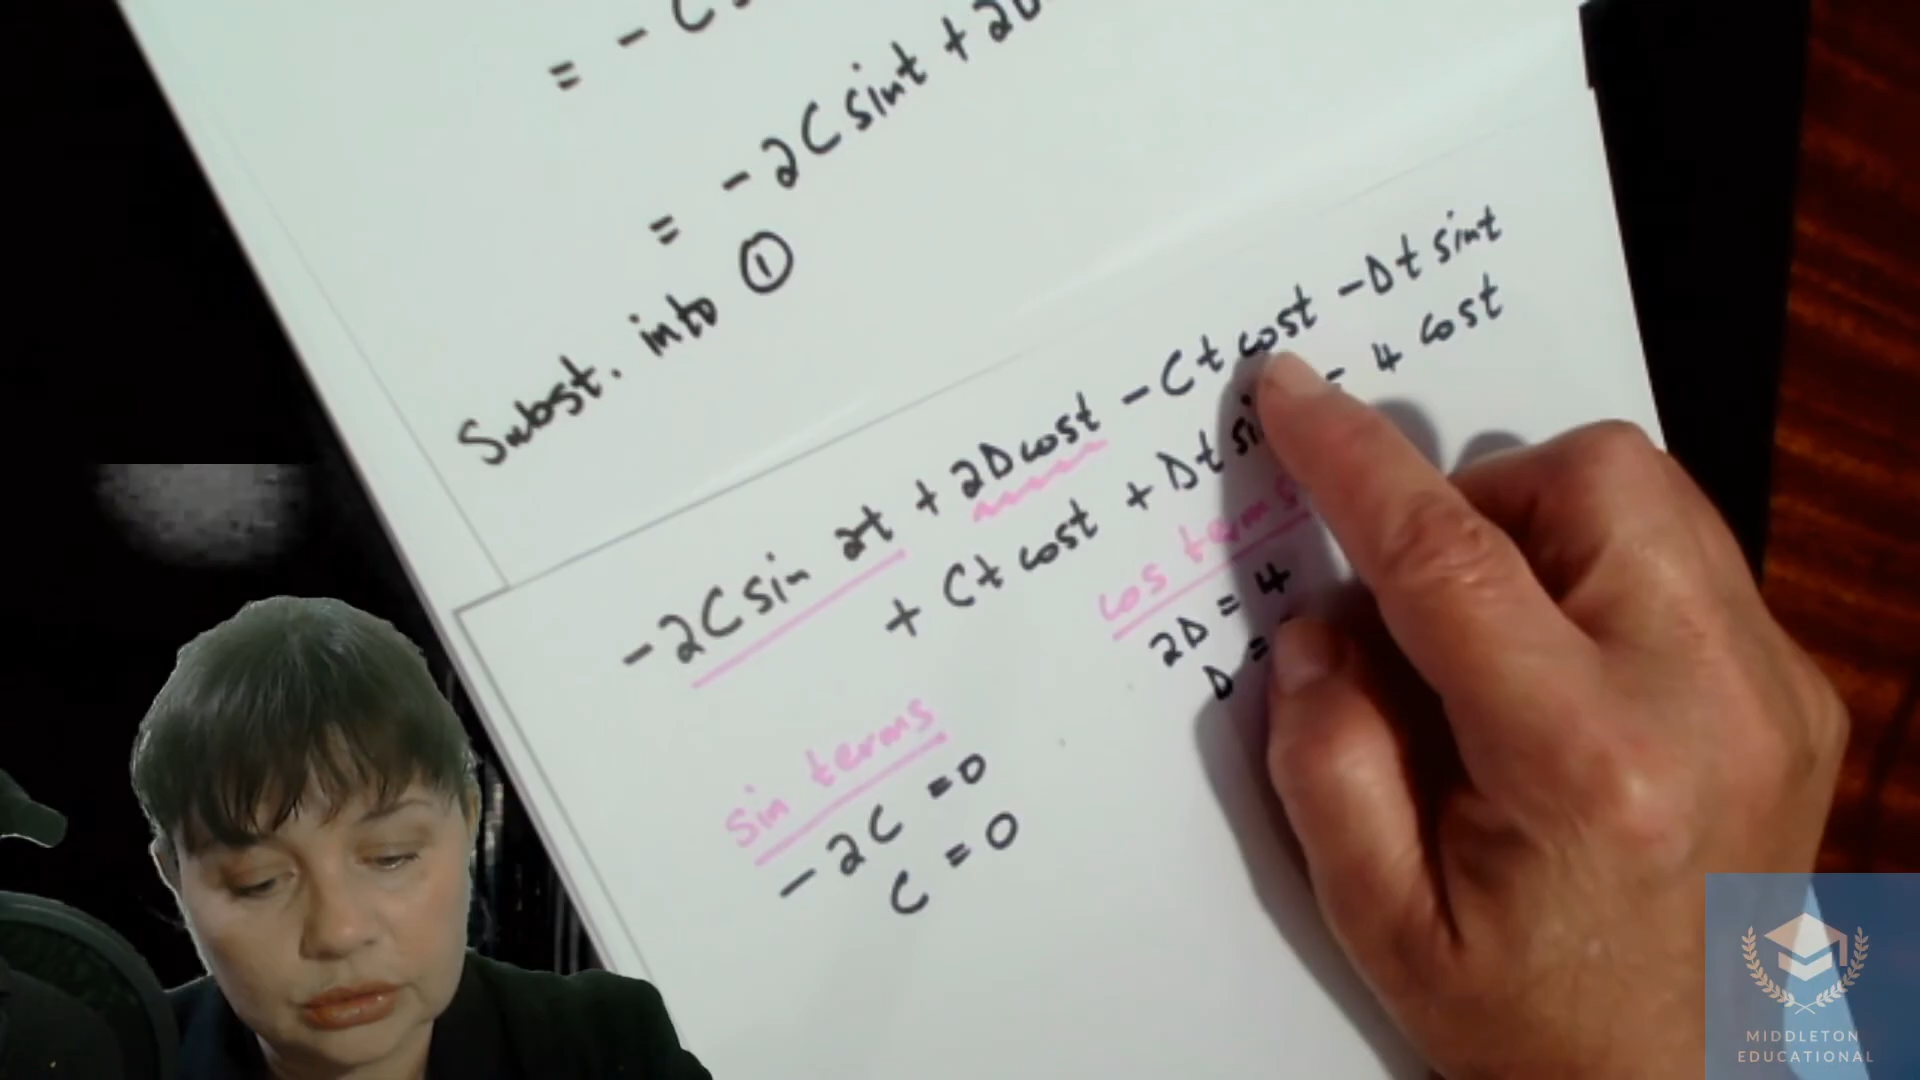 = - C
= -2C sint + 2D
Subst. into ①
-2C sin 2t + 2D cost - Ct cost - Dt sint
+ Ct cost + Dt sin = 4 cost
sin terms
-2C = 0
C = 0
cos terms
2D = 4
D =
MIDDLETON
EDUCATIONAL